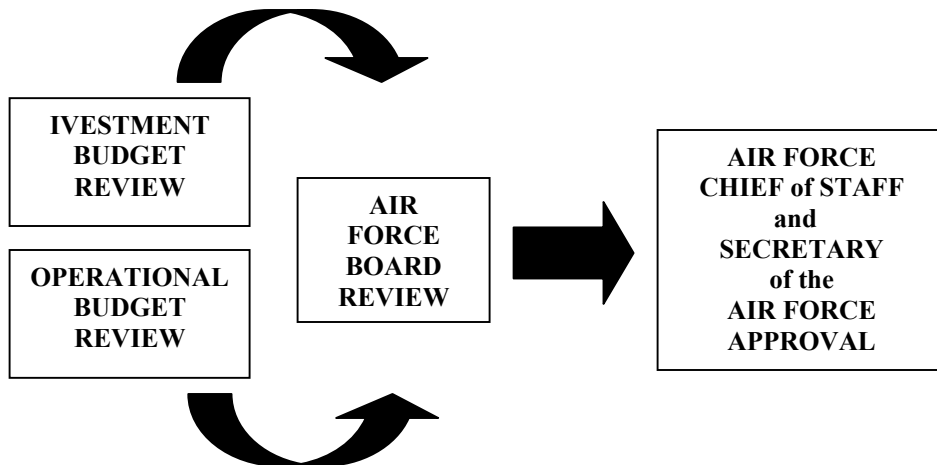 IVESTMENT
BUDGET
REVIEW
OPERATIONAL
BUDGET
REVIEW
AIR
FORCE
BOARD
REVIEW
AIR FORCE
CHIEF of STAFF
and
SECRETARY
of the
AIR FORCE
APPROVAL